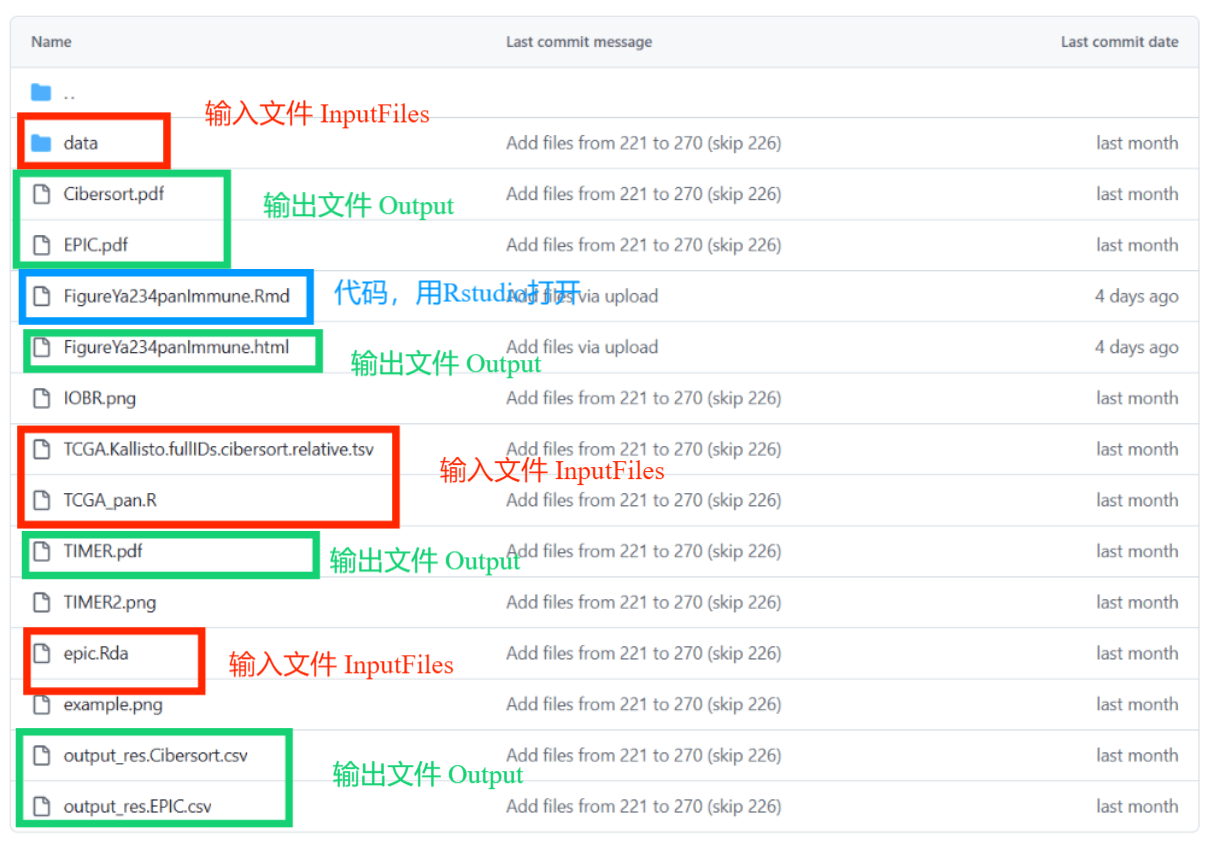 Name Last commit message Last commit date
..
输入文件 InputFiles
data Add files from 221 to 270 (skip 226) last month
Cibersort.pdf Add files from 221 to 270 (skip 226) last month
输出文件 Output
EPIC.pdf Add files from 221 to 270 (skip 226) last month
FigureYa234panImmune.Rmd Add files via upload 4 days ago
代码，用Rstudio打开
FigureYa234panImmune.html Add files via upload 4 days ago
输出文件 Output
IOBR.png Add files from 221 to 270 (skip 226) last month
TCGA.Kallisto.fullIDs.cibersort.relative.tsv Add files from 221 to 270 (skip 226) last month
输入文件 InputFiles
TCGA_pan.R Add files from 221 to 270 (skip 226) last month
TIMER.pdf Add files from 221 to 270 (skip 226) last month
输出文件 Output
TIMER2.png Add files from 221 to 270 (skip 226) last month
epic.Rda Add files from 221 to 270 (skip 226) last month
输入文件 InputFiles
example.png Add files from 221 to 270 (skip 226) last month
output_res.Cibersort.csv Add files from 221 to 270 (skip 226) last month
输出文件 Output
output_res.EPIC.csv Add files from 221 to 270 (skip 226) last month